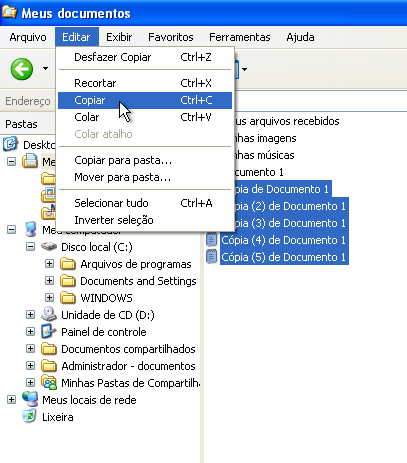 Meus documentos
Arquivo Editar Exibir Favoritos Ferramentas Ajuda
Desfazer Copiar Ctrl+Z
Recortar Ctrl+X
Copiar Ctrl+C
Colar Ctrl+V
Colar atalho
Copiar para pasta...
Mover para pasta...
Selecionar tudo Ctrl+A
Inverter seleção
Endereço
Pastas
Meu computador
Disco local (C:)
Arquivos de programas
Documents and Settings
WINDOWS
Unidade de CD (D:)
Painel de controle
Documentos compartilhados
Administrador - documentos
Minhas Pastas de Compartilha
Meus locais de rede
Lixeira
us arquivos recebidos
nhas imagens
nhas músicas
cumento 1
Cópia de Documento 1
Cópia (2) de Documento 1
Cópia (3) de Documento 1
Cópia (4) de Documento 1
Cópia (5) de Documento 1